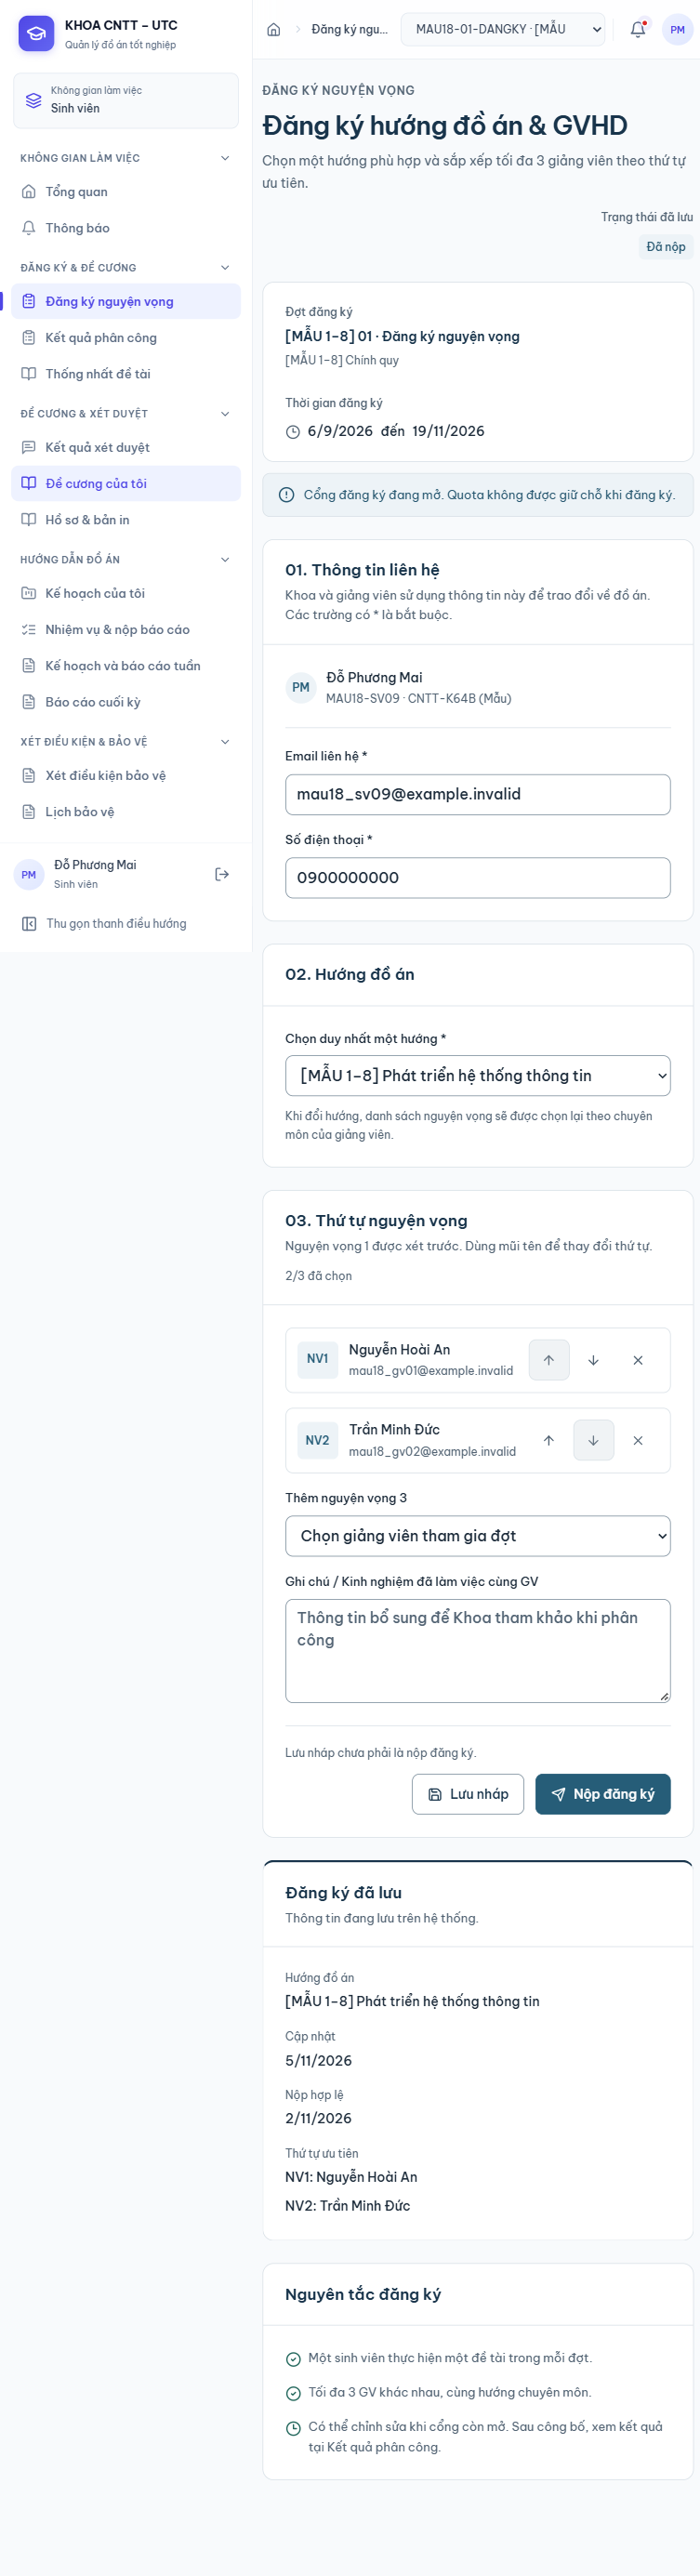 KHOA CNTT – UTC
Quản lý đồ án tốt nghiệp
Không gian làm việc
Sinh viên
KHÔNG GIAN LÀM VIỆC
Tổng quan
Thông báo
ĐĂNG KÝ & ĐỀ CƯƠNG
Đăng ký nguyện vọng
Kết quả phân công
Thống nhất đề tài
ĐỀ CƯƠNG & XÉT DUYỆT
Kết quả xét duyệt
Đề cương của tôi
Hồ sơ & bản in
HƯỚNG DẪN ĐỒ ÁN
Kế hoạch của tôi
Nhiệm vụ & nộp báo cáo
Kế hoạch và báo cáo tuần
Báo cáo cuối kỳ
XÉT ĐIỀU KIỆN & BẢO VỆ
Xét điều kiện bảo vệ
Lịch bảo vệ
PM
Đỗ Phương Mai
Sinh viên
Thu gọn thanh điều hướng
Đăng ký ngu...
MAU18-01-DANGKY · [MẪU
PM
ĐĂNG KÝ NGUYỆN VỌNG
Đăng ký hướng đồ án & GVHD
Chọn một hướng phù hợp và sắp xếp tối đa 3 giảng viên theo thứ tự
ưu tiên.
Trạng thái đã lưu
Đã nộp
Đợt đăng ký
[MẪU 1–8] 01 · Đăng ký nguyện vọng
[MẪU 1–8] Chính quy
Thời gian đăng ký
6/9/2026 đến 19/11/2026
Cổng đăng ký đang mở. Quota không được giữ chỗ khi đăng ký.
01. Thông tin liên hệ
Khoa và giảng viên sử dụng thông tin này để trao đổi về đồ án.
Các trường có * là bắt buộc.
PM
Đỗ Phương Mai
MAU18-SV09 · CNTT-K64B (Mẫu)
Email liên hệ *
mau18_sv09@example.invalid
Số điện thoại *
0900000000
02. Hướng đồ án
Chọn duy nhất một hướng *
[MẪU 1–8] Phát triển hệ thống thông tin
Khi đổi hướng, danh sách nguyện vọng sẽ được chọn lại theo chuyên
môn của giảng viên.
03. Thứ tự nguyện vọng
Nguyện vọng 1 được xét trước. Dùng mũi tên để thay đổi thứ tự.
2/3 đã chọn
NV1
Nguyễn Hoài An
mau18_gv01@example.invalid
NV2
Trần Minh Đức
mau18_gv02@example.invalid
Thêm nguyện vọng 3
Chọn giảng viên tham gia đợt
Ghi chú / Kinh nghiệm đã làm việc cùng GV
Thông tin bổ sung để Khoa tham khảo khi phân
công
Lưu nháp chưa phải là nộp đăng ký.
Lưu nháp
Nộp đăng ký
Đăng ký đã lưu
Thông tin đang lưu trên hệ thống.
Hướng đồ án
[MẪU 1–8] Phát triển hệ thống thông tin
Cập nhật
5/11/2026
Nộp hợp lệ
2/11/2026
Thứ tự ưu tiên
NV1: Nguyễn Hoài An
NV2: Trần Minh Đức
Nguyên tắc đăng ký
Một sinh viên thực hiện một đề tài trong mỗi đợt.
Tối đa 3 GV khác nhau, cùng hướng chuyên môn.
Có thể chỉnh sửa khi cổng còn mở. Sau công bố, xem kết quả
tại Kết quả phân công.